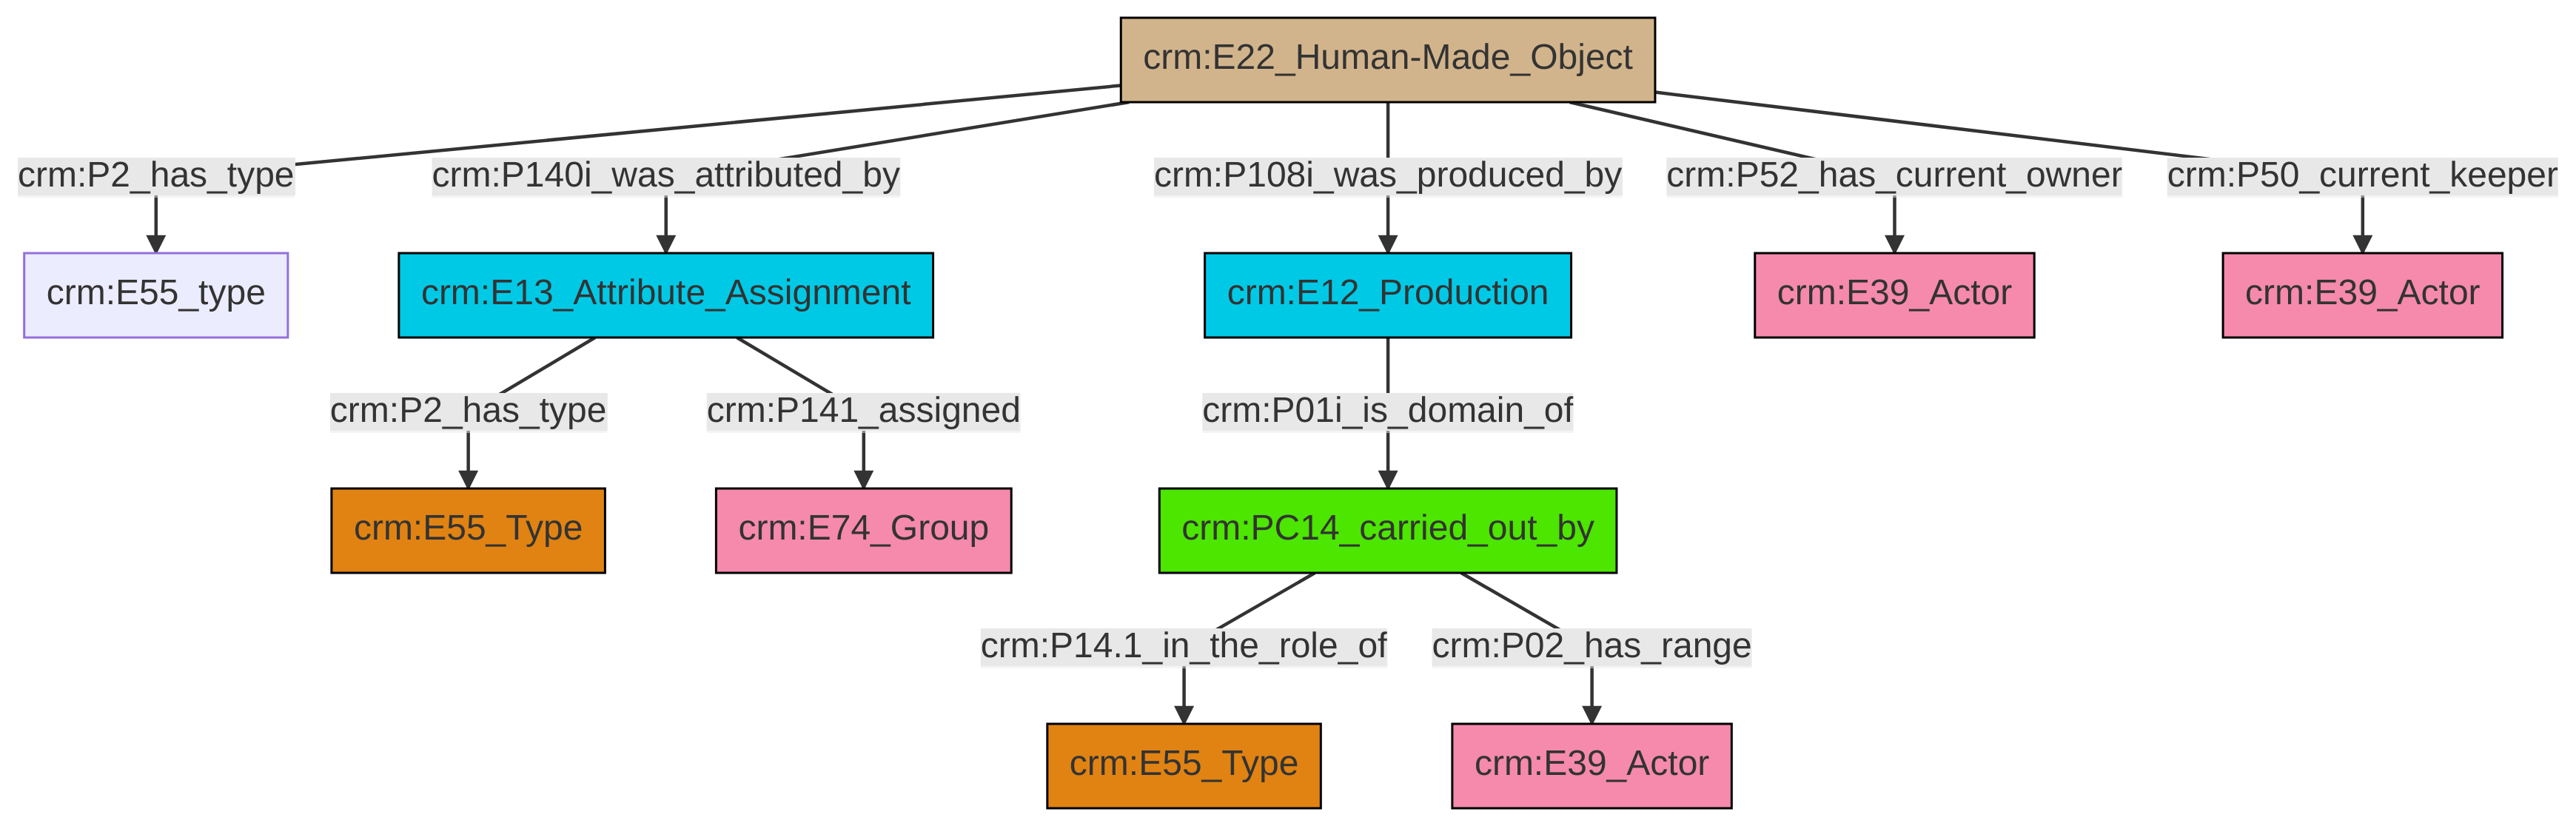 crm:E22_Human-Made_Object
crm:P2_has_type
crm:P140i_was_attributed_by
crm:P108i_was_produced_by
crm:P52_has_current_owner
crm:P50_current_keeper
crm:E55_type
crm:E13_Attribute_Assignment
crm:E12_Production
crm:E39_Actor
crm:E39_Actor
crm:P2_has_type
crm:P141_assigned
crm:P01i_is_domain_of
crm:E55_Type
crm:E74_Group
crm:PC14_carried_out_by
crm:P14.1_in_the_role_of
crm:P02_has_range
crm:E55_Type
crm:E39_Actor